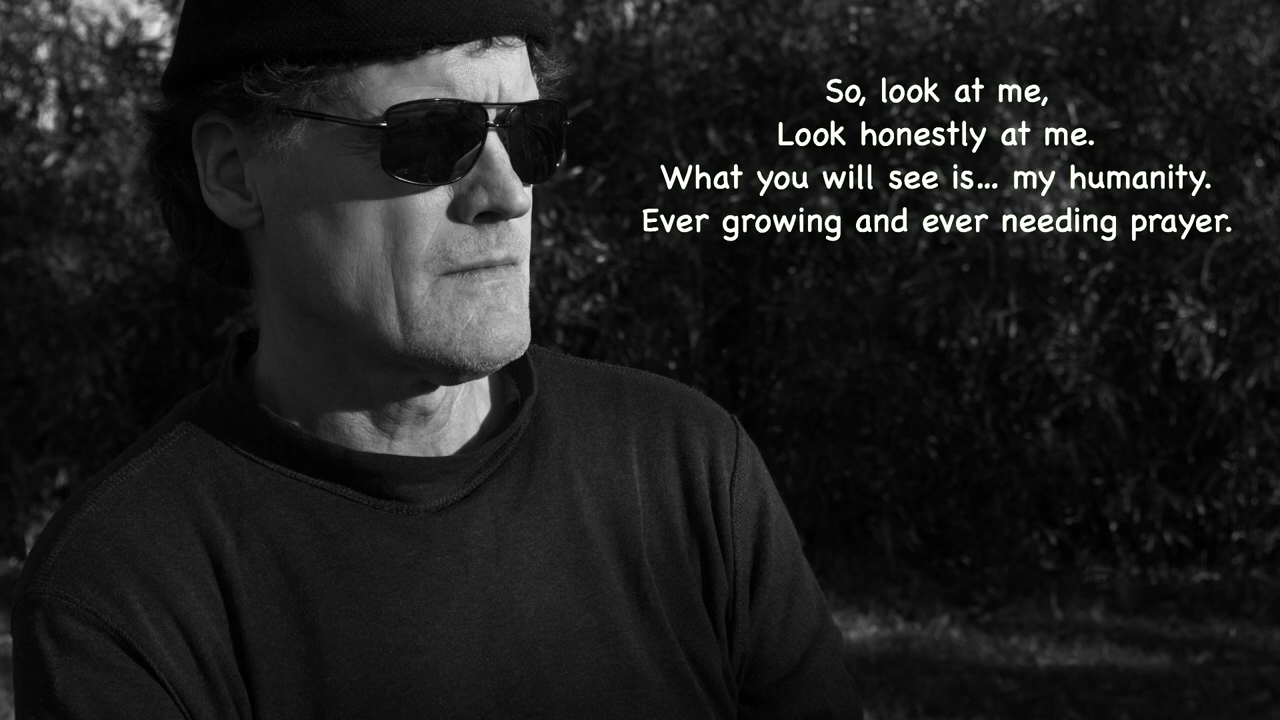 So, look at me,
Look honestly at me.
What you will see is... my humanity.
Ever growing and ever needing prayer.